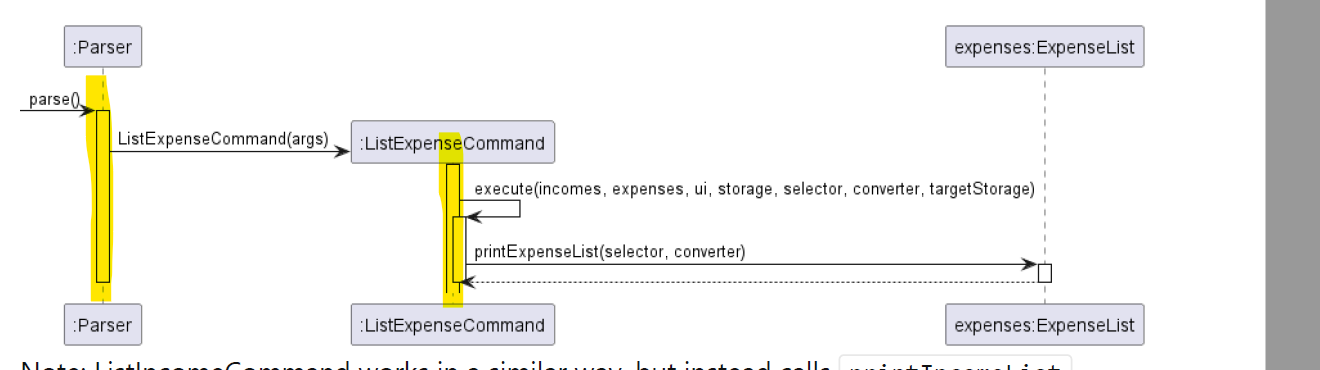 :Parser
expenses:ExpenseList
parse()
ListExpenseCommand(args)
:ListExpenseCommand
execute(incomes, expenses, ui, storage, selector, converter, targetStorage)
printExpenseList(selector, converter)
:Parser
:ListExpenseCommand
expenses:ExpenseList
Note: ListIncomeCommand works in a similar way, but instead calls printIncomeList